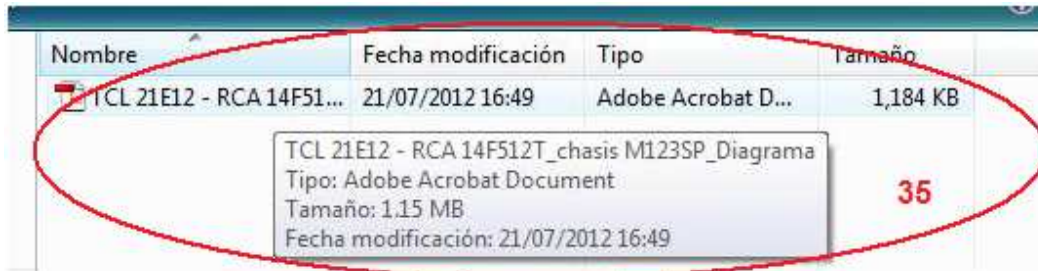 Nombre Fecha modificación Tipo Tamaño
TCL 21E12 - RCA 14F51... 21/07/2012 16:49 Adobe Acrobat D... 1,184 KB
TCL 21E12 - RCA 14F512T_chasis M123SP_Diagrama
Tipo: Adobe Acrobat Document
Tamaño: 1.15 MB
Fecha modificación: 21/07/2012 16:49
35